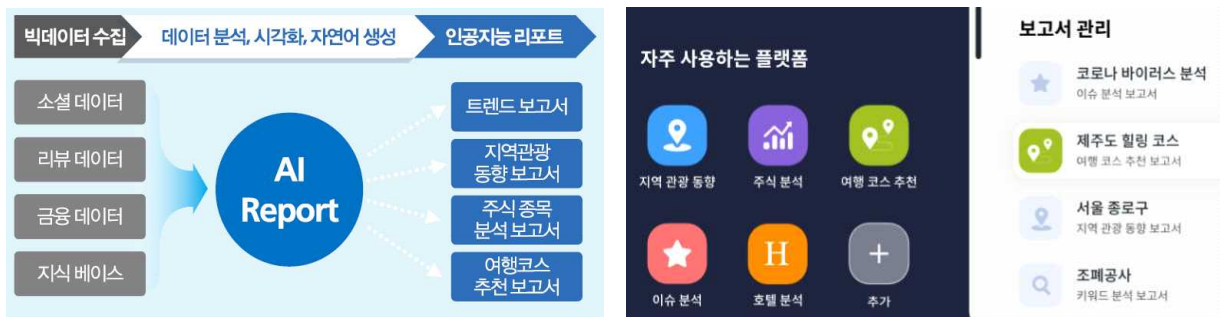 빅데이터 수집
데이터 분석, 시각화, 자연어 생성
인공지능 리포트
소셜 데이터
리뷰 데이터
금융 데이터
지식 베이스
AI
Report
트렌드 보고서
지역관광
동향 보고서
주식 종목
분석 보고서
여행코스
추천 보고서
자주 사용하는 플랫폼
지역 관광 동향
주식 분석
여행 코스 추천
H
이슈 분석
호텔 분석
추가
보고서 관리
코로나 바이러스 분석
이슈 분석 보고서
제주도 힐링 코스
여행 코스 추천 보고서
서울 종로구
지역 관광 동향 보고서
조폐공사
키워드 분석 보고서